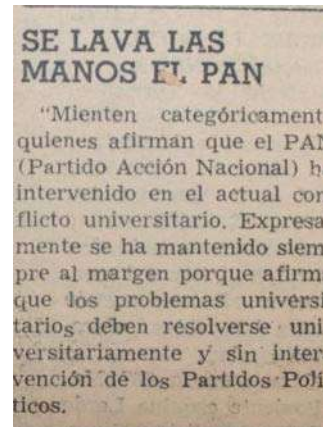 SE LAVA LAS
MANOS EL PAN
"Mienten categóricament
quienes afirman que el PAN
(Partido Acción Nacional) h
intervenido en el actual con
flicto universitario. Expresa
mente se ha mantenido siem
pre al margen porque afirm
que los problemas universi
tarios deben resolverse uni
versitariamente y sin inter
vención de los Partidos Polí
ticos.